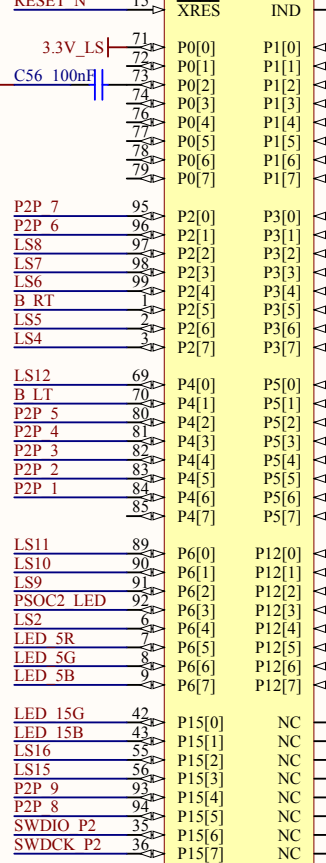 RESET_N 15 XRES IND
3.3V_LS 71 P0[0] P1[0]
72 P0[1] P1[1]
C56 100nF 73 P0[2] P1[2]
74 P0[3] P1[3]
76 P0[4] P1[4]
77 P0[5] P1[5]
78 P0[6] P1[6]
79 P0[7] P1[7]
P2P_7 95 P2[0] P3[0]
P2P_6 96 P2[1] P3[1]
LS8 97 P2[2] P3[2]
LS7 98 P2[3] P3[3]
LS6 99 P2[4] P3[4]
B_RT 1 P2[5] P3[5]
LS5 2 P2[6] P3[6]
LS4 3 P2[7] P3[7]
LS12 69 P4[0] P5[0]
B_LT 70 P4[1] P5[1]
P2P_5 80 P4[2] P5[2]
P2P_4 81 P4[3] P5[3]
P2P_3 82 P4[4] P5[4]
P2P_2 83 P4[5] P5[5]
P2P_1 84 P4[6] P5[6]
85 P4[7] P5[7]
LS11 89 P6[0] P12[0]
LS10 90 P6[1] P12[1]
LS9 91 P6[2] P12[2]
PSOC2_LED 92 P6[3] P12[3]
LS2 6 P6[4] P12[4]
LED_5R 7 P6[5] P12[5]
LED_5G 8 P6[6] P12[6]
LED_5B 9 P6[7] P12[7]
LED_15G 42 P15[0] NC
LED_15B 43 P15[1] NC
LS16 55 P15[2] NC
LS15 56 P15[3] NC
P2P_9 93 P15[4] NC
P2P_8 94 P15[5] NC
SWDIO_P2 35 P15[6] NC
SWDCK_P2 36 P15[7] NC